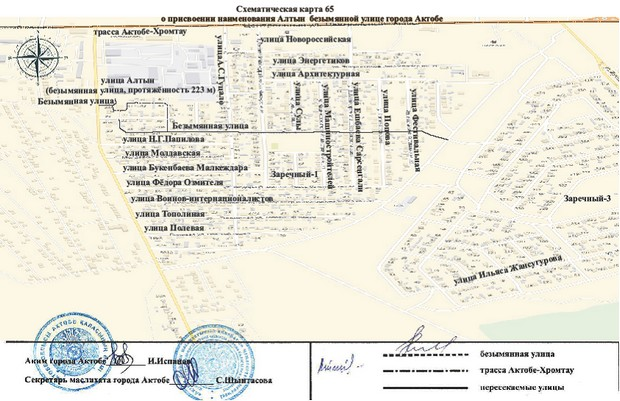 Схематическая карта 65
о присвоении наименования Алтын безымянной улице города Актобе
трасса Актобе-Хромтау
улица Новороссийская
улица Энергетиков
улица Архитектурная
улица Алтын
(безымянная улица, протяжённость 223 м)
Безымянная улица
Безымянная улица
улица Машиностроителей
улица Ешбаева Сарсенгали
улица Попова
улица Фестивальная
улица Н.Г.Папилова
улица Молдавская
улица Букенбаева Малкеждара
улица Фёдора Озмителя
улица Воинов-интернационалистов
улица Тополиная
улица Полевая
Заречный-1
Заречный-3
улица Ильяса Жансугурова
Аким города Актобе
Секретарь маслихата города Актобе
С.Шынтасова
безымянная улица
трасса Актобе-Хромтау
пересекаемые улицы